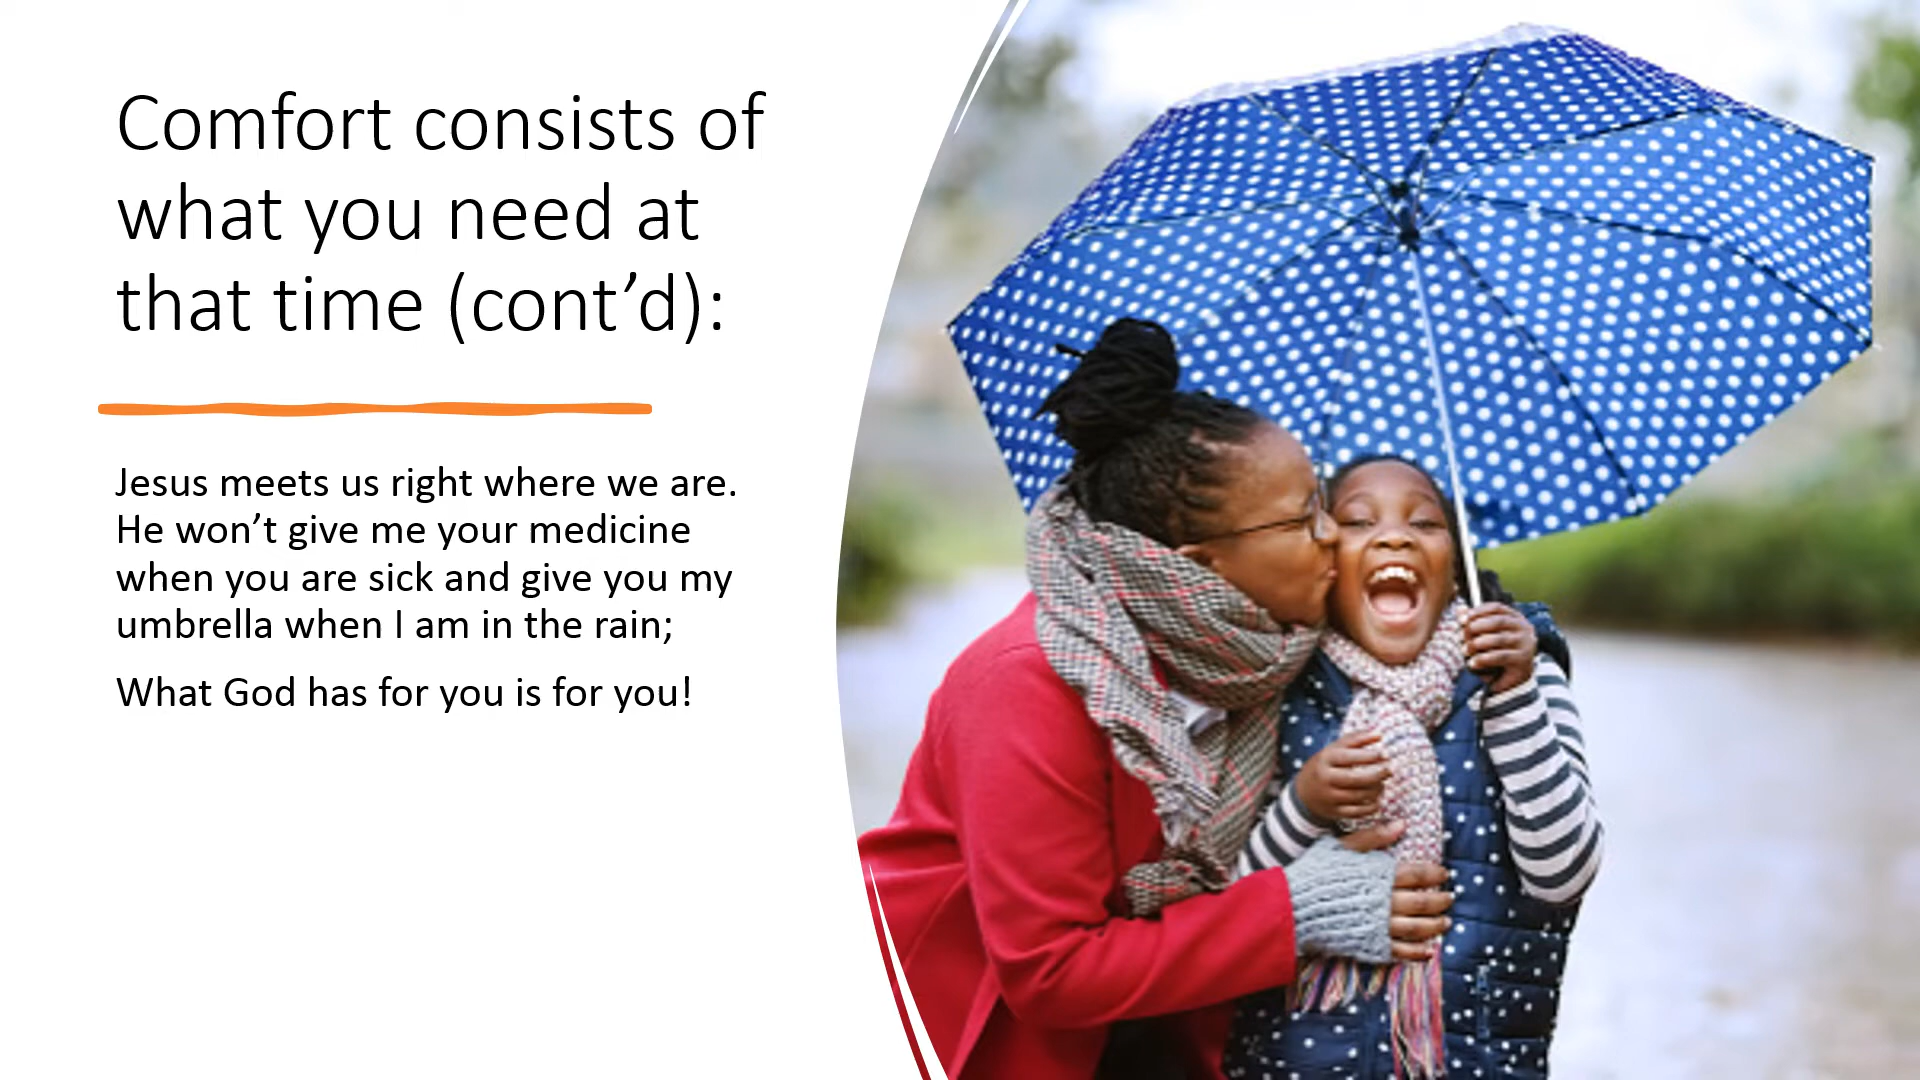 Comfort consists of
what you need at
that time (cont’d):
Jesus meets us right where we are.
He won’t give me your medicine
when you are sick and give you my
umbrella when I am in the rain;
What God has for you is for you!